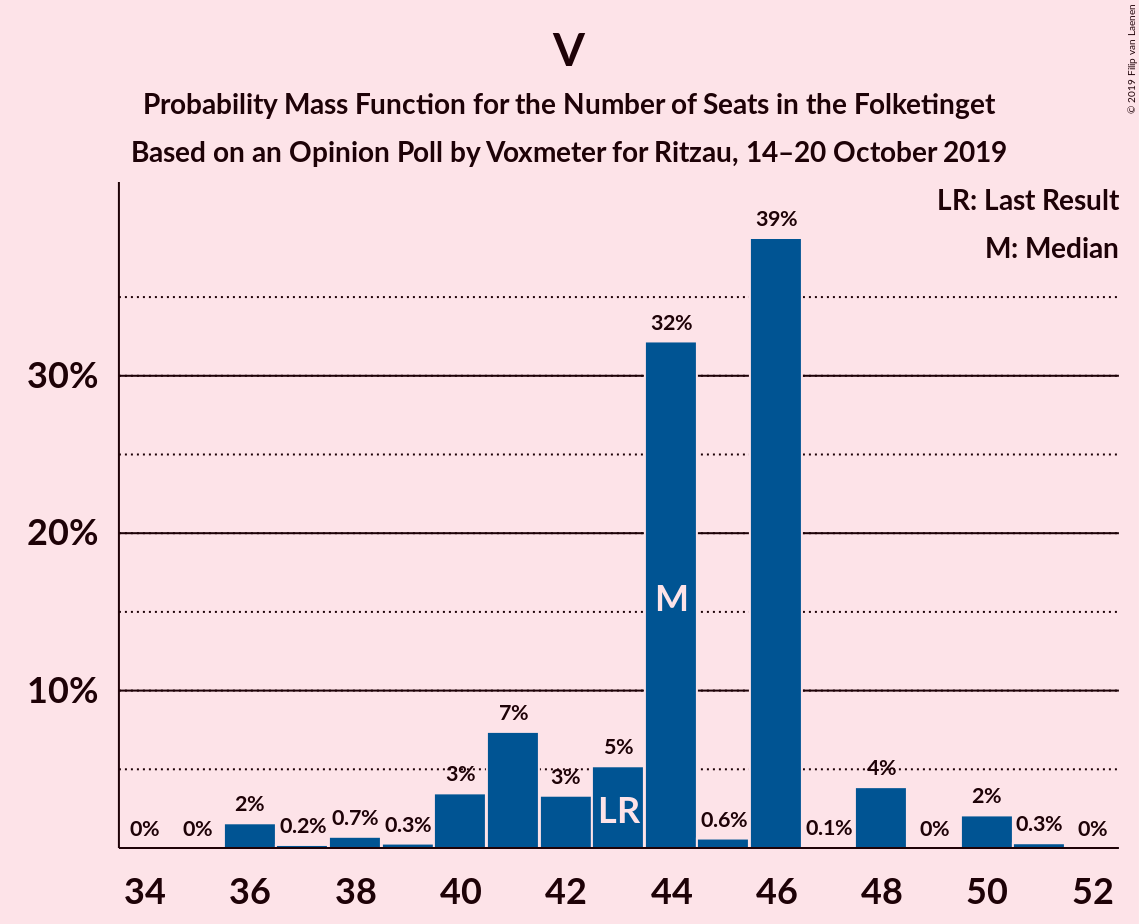 V
Probability Mass Function for the Number of Seats in the Folketinget
Based on an Opinion Poll by Voxmeter for Ritzau, 14–20 October 2019
© 2019 Filip van Laenen
LR: Last Result
M: Median
30%
20%
10%
0%
0%
2%
0.2%
0.7%
0.3%
3%
7%
3%
5%
32%
0.6%
39%
0.1%
4%
0%
2%
0.3%
0%
M
LR
34 36 38 40 42 44 46 48 50 52